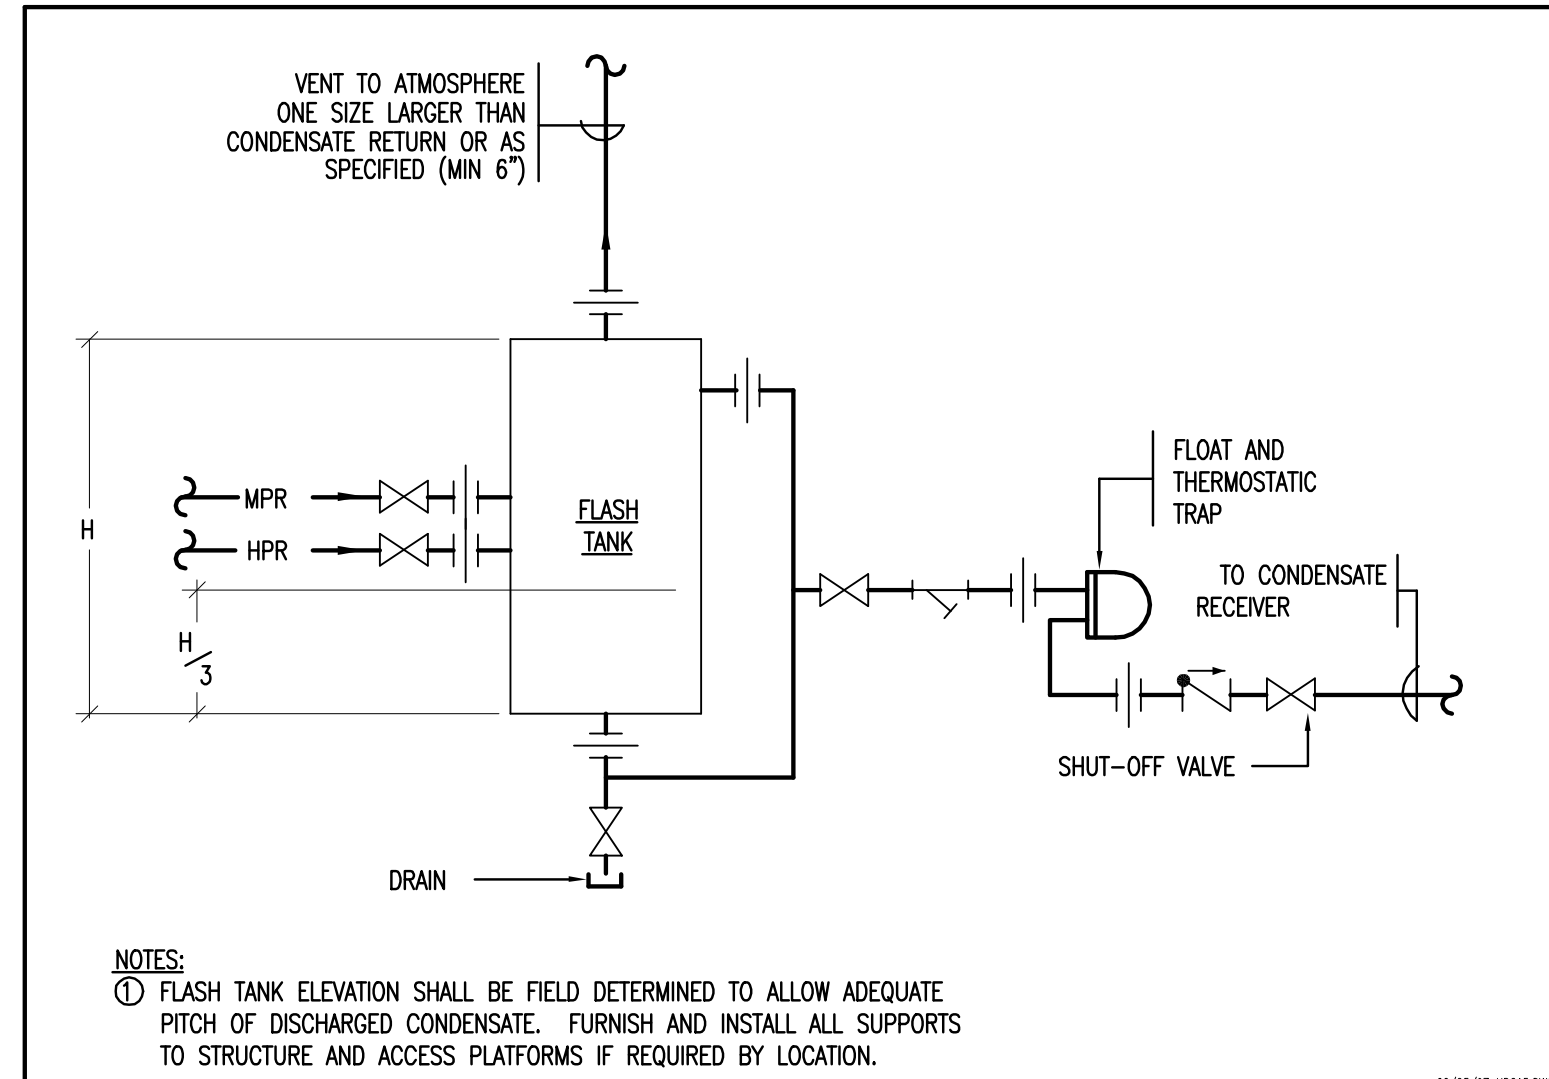 VENT TO ATMOSPHERE
ONE SIZE LARGER THAN
CONDENSATE RETURN OR AS
SPECIFIED (MIN 6")
MPR
HPR
FLASH
TANK
H
H/3
FLOAT AND
THERMOSTATIC
TRAP
TO CONDENSATE
RECEIVER
SHUT-OFF VALVE
DRAIN
NOTES:
1 FLASH TANK ELEVATION SHALL BE FIELD DETERMINED TO ALLOW ADEQUATE
PITCH OF DISCHARGED CONDENSATE. FURNISH AND INSTALL ALL SUPPORTS
TO STRUCTURE AND ACCESS PLATFORMS IF REQUIRED BY LOCATION.